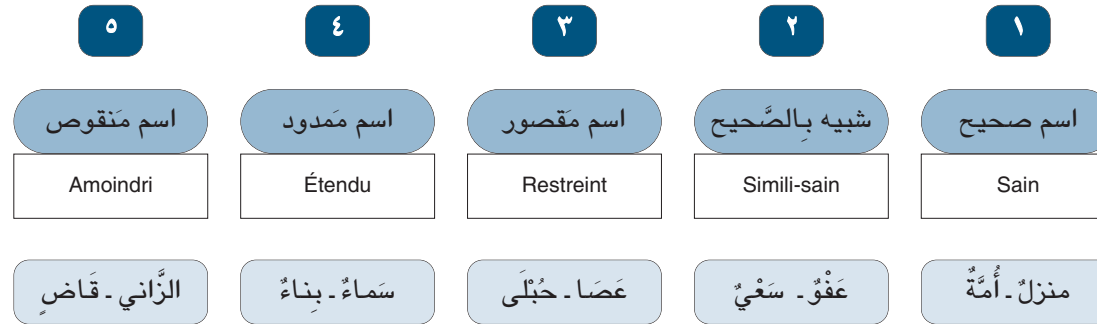 ١ ٢ ٣ ٤ ٥
اسم صحيح شبيه بِالصَّحيح اسم مَقصور اسم مَمدود اسم مَنقوص
Sain Simili-sain Restreint Étendu Amoindri
منزلٌ ـ أُمَّةٌ عَفْوٌ ـ سَعْيٌ عَصَا ـ حُبْلَى سَماءٌ ـ بِناءٌ الزَّاني ـ قَاضٍ